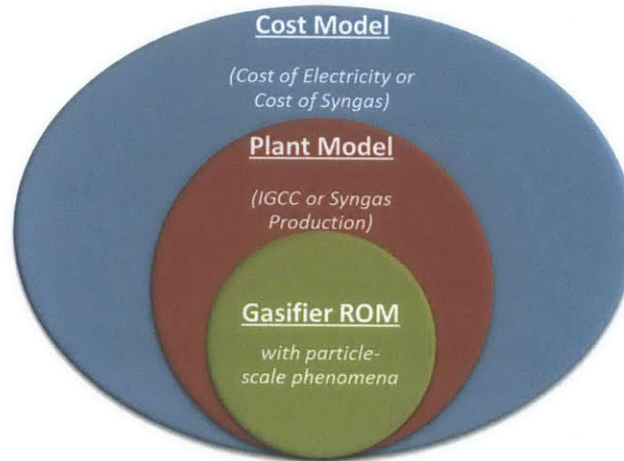 Cost Model
(Cost of Electricity or
Cost of Syngas)
Plant Model
(IGCC or Syngas
Production)
Gasifier ROM
with particle-
scale phenomena